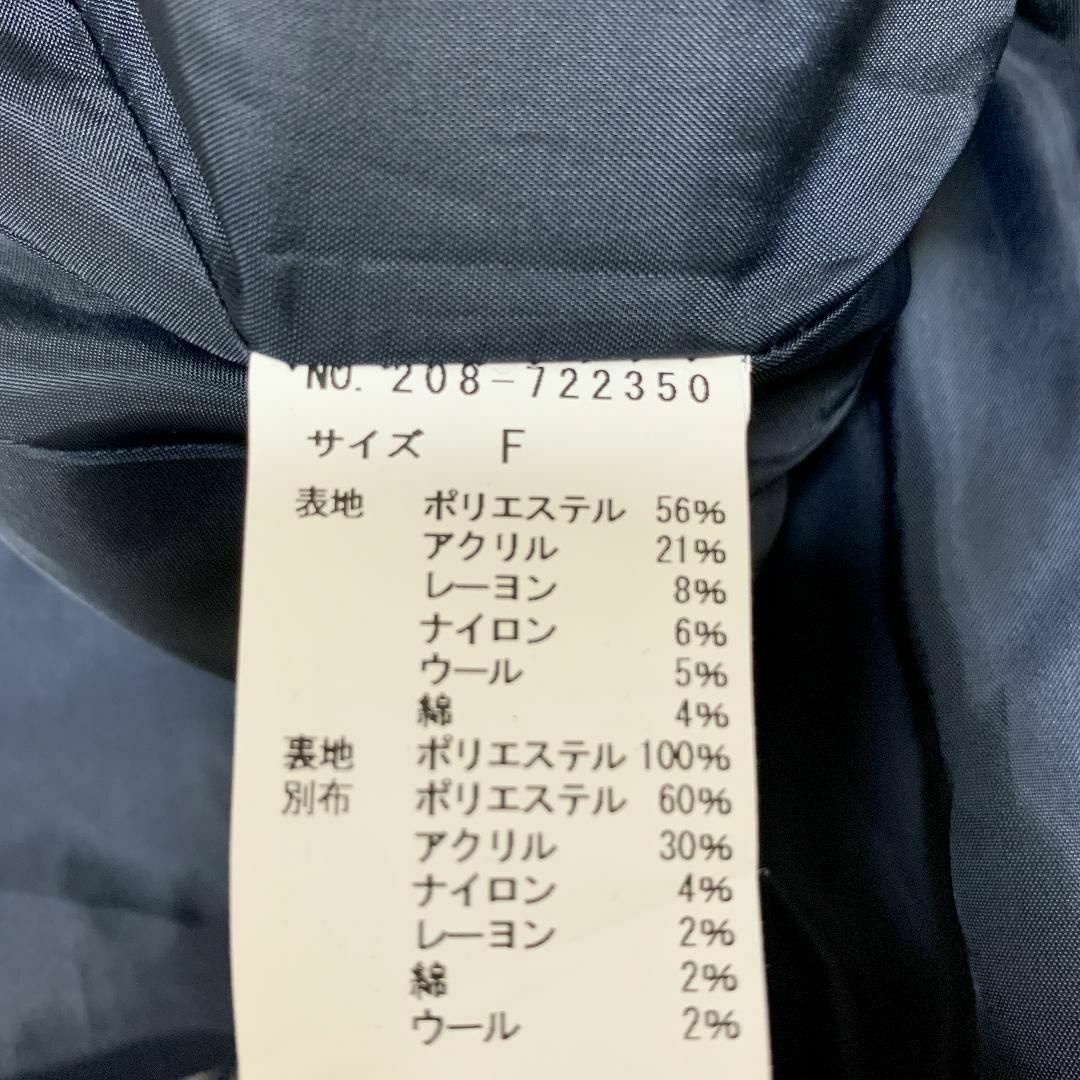 NO. 208-722350
サイズ F
表地 ポリエステル 56%
アクリル 21%
レーヨン 8%
ナイロン 6%
ウール 5%
綿 4%
裏地 ポリエステル 100%
別布 ポリエステル 60%
アクリル 30%
ナイロン 4%
レーヨン 2%
綿 2%
ウール 2%